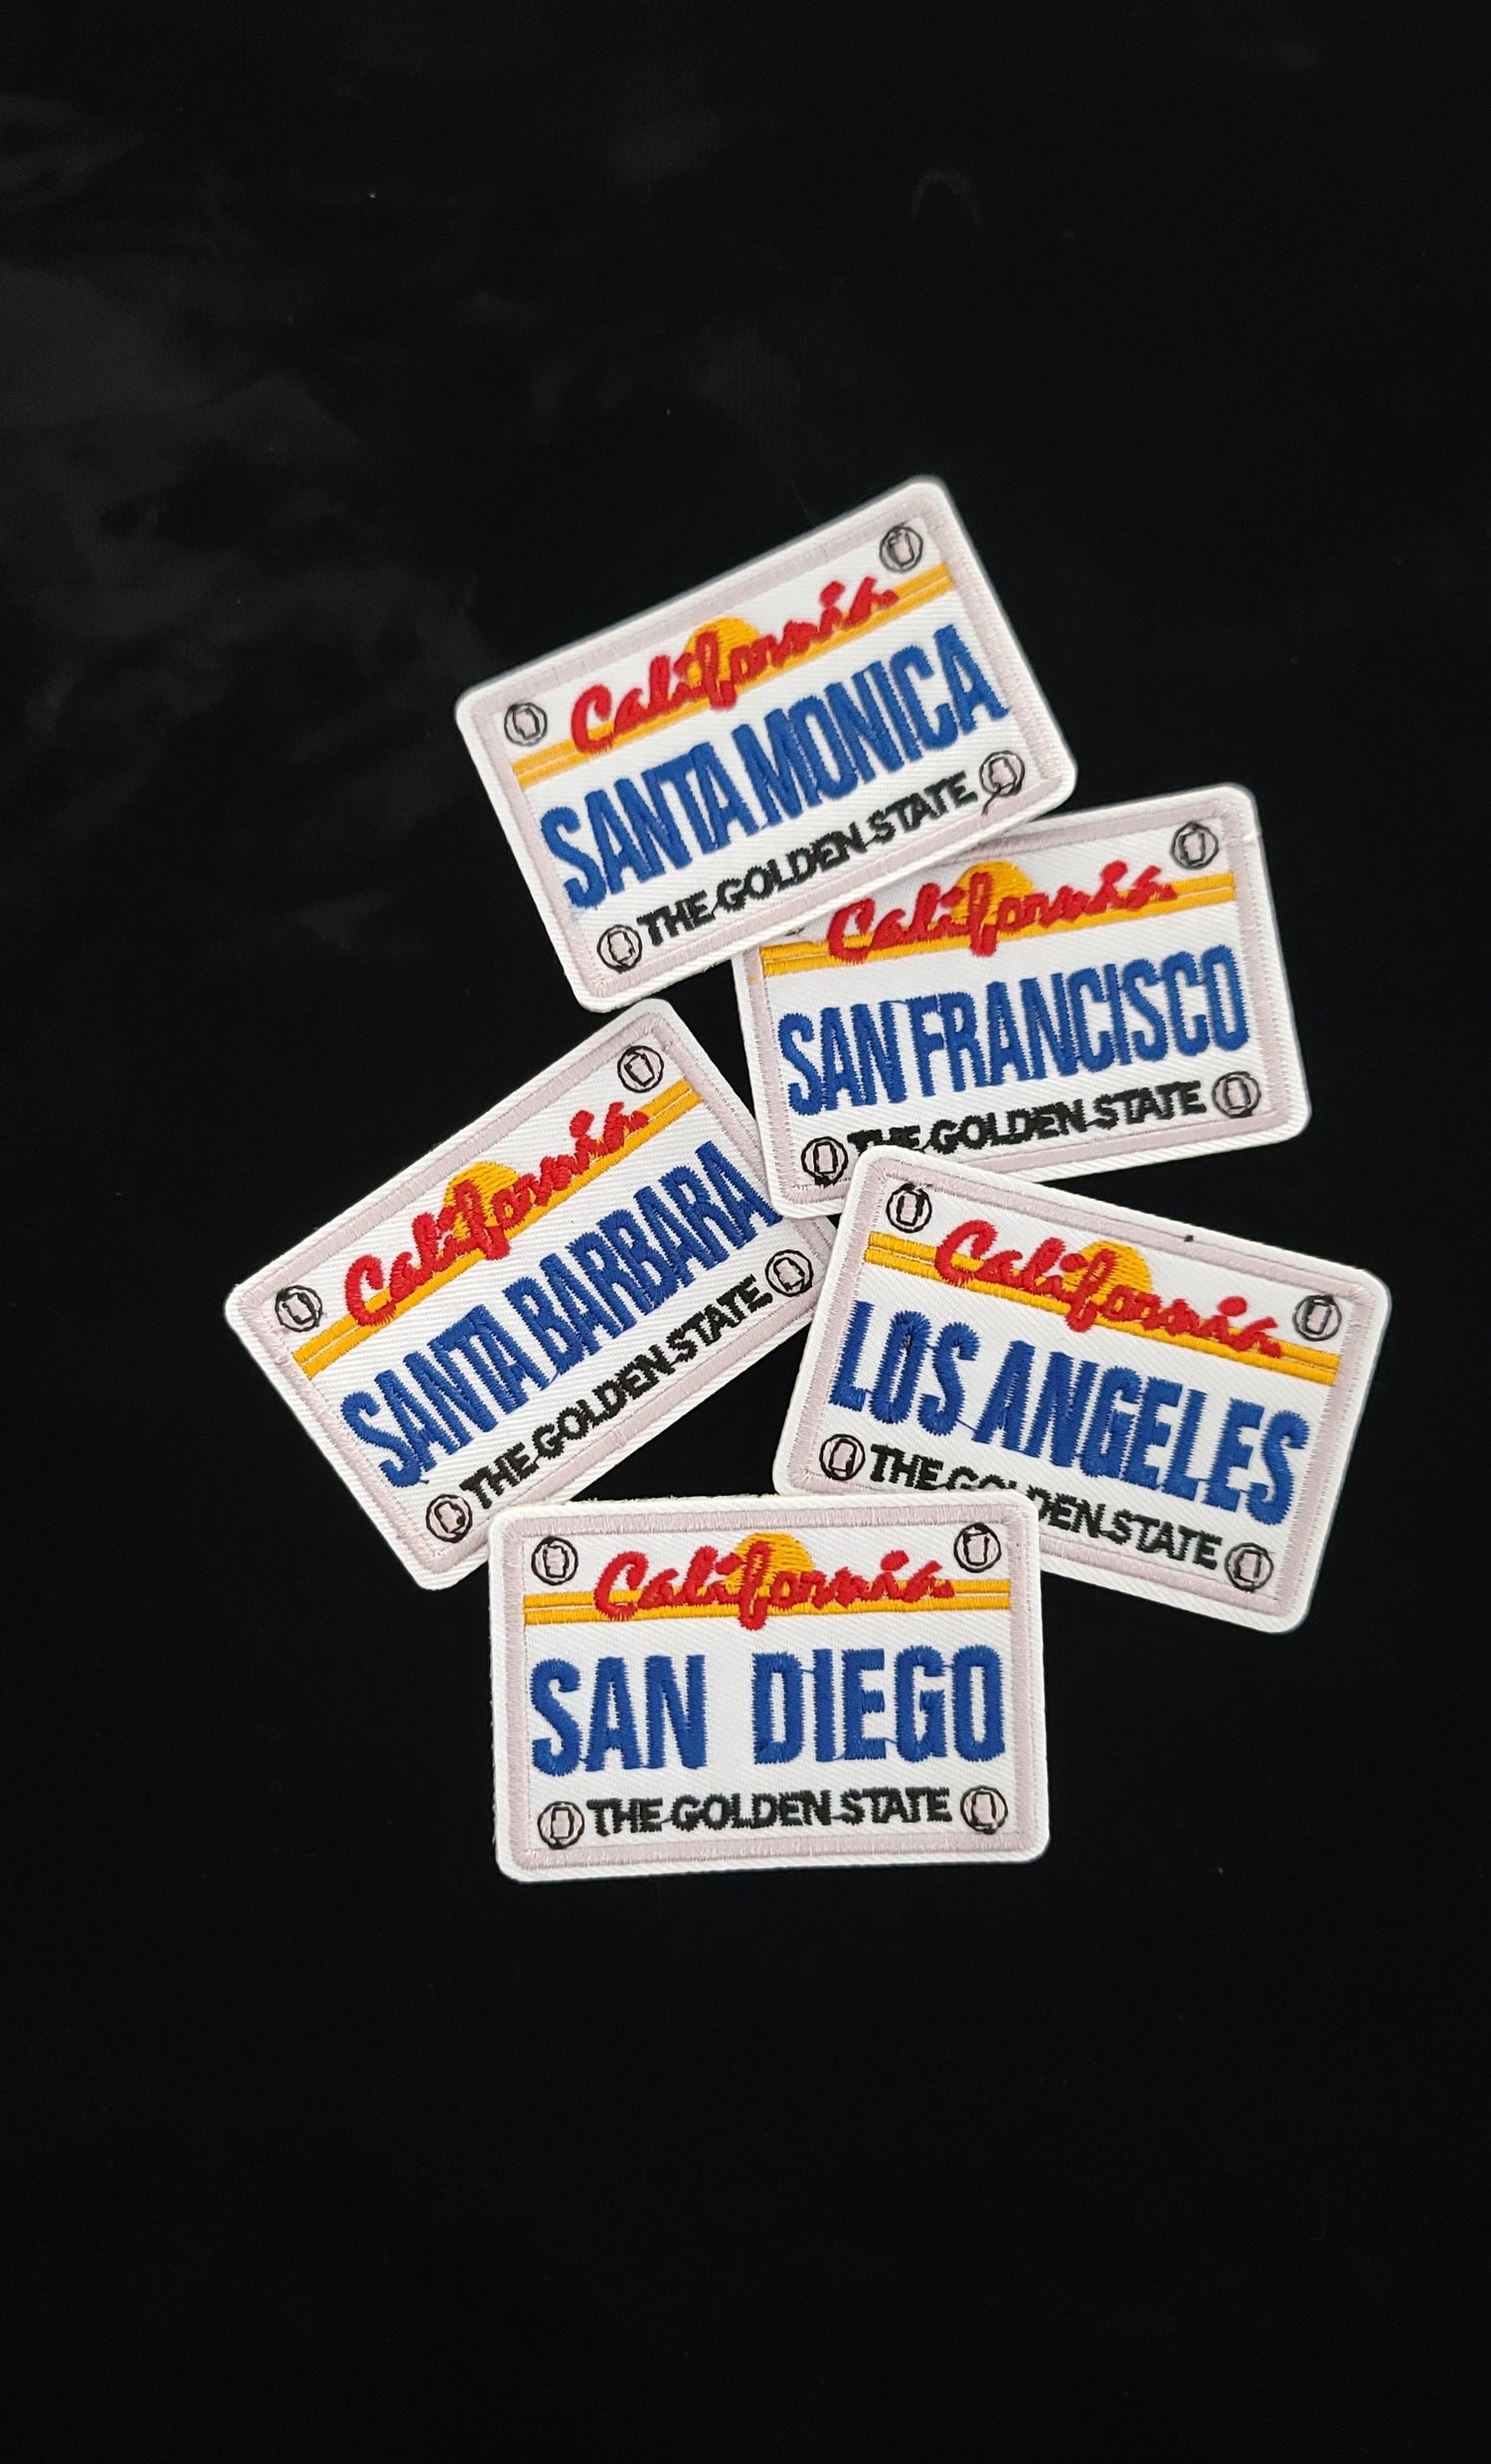 California
SANTA MONICA
THE GOLDEN STATE
California
SAN FRANCISCO
THE GOLDEN STATE
California
SANTA BARBARA
THE GOLDEN STATE
California
LOS ANGELES
THE GOLDEN STATE
California
SAN DIEGO
THE GOLDEN STATE